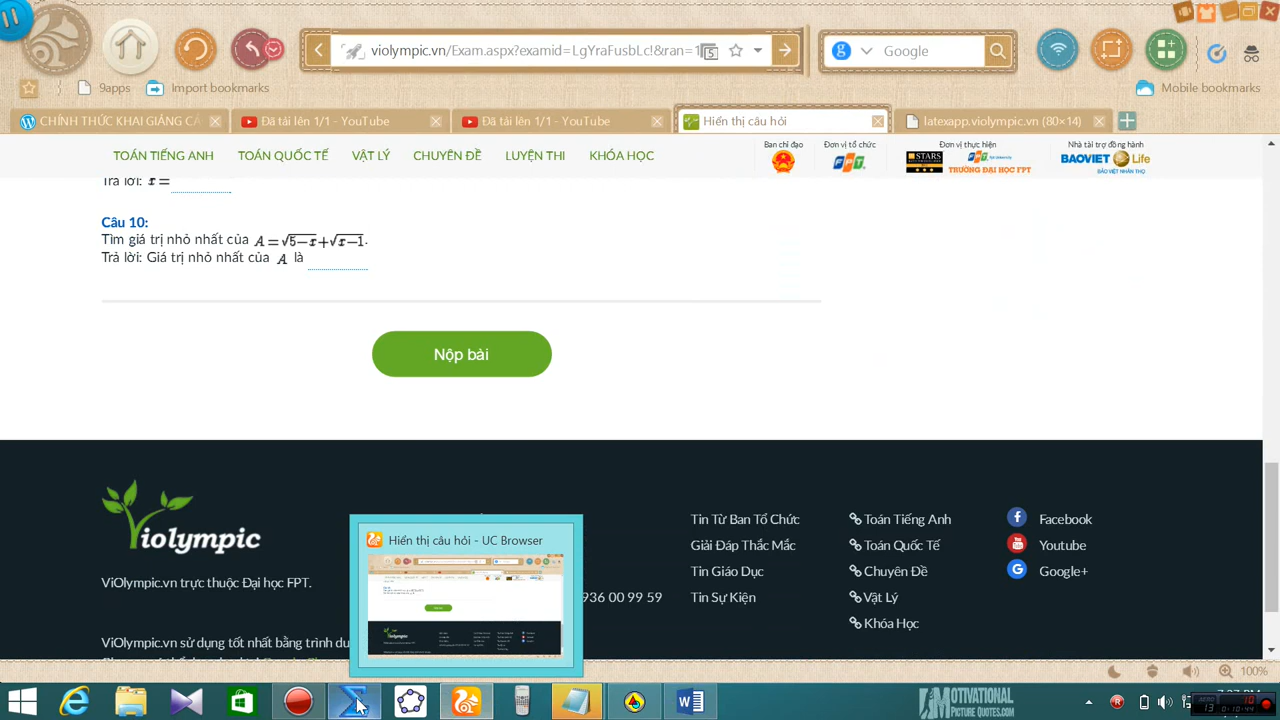 violympic.vn/Exam.aspx?examid=LgYraFusbLc!&ran=1
Google
9apps
Import bookmarks
Mobile bookmarks
CHÍNH THỨC KHAI GIẢNG CÁ
Đã tải lên 1/1 - YouTube
Đã tải lên 1/1 - YouTube
Hiển thị câu hỏi
latexapp.violympic.vn (80×14)
TOÁN TIẾNG ANH
TOÁN QUỐC TẾ
VẬT LÝ
CHUYÊN ĐỀ
LUYỆN THI
KHÓA HỌC
Ban chỉ đạo
Đơn vị tổ chức
FPT
Đơn vị thực hiện
STARS
TRƯỜNG ĐẠI HỌC FPT
Nhà tài trợ đồng hành
BAOVIET Life
BẢO VIỆT NHÂN THỌ
Trả lời: x =
Câu 10:
Tìm giá trị nhỏ nhất của A = √5−x + √x−1.
Trả lời: Giá trị nhỏ nhất của A là
Nộp bài
Violympic
ViOlympic.vn trực thuộc Đại học FPT.
ViOlympic.vn sử dụng tốt nhất bằng trình du
Hiển thị câu hỏi - UC Browser
936 00 99 59
Tin Từ Ban Tổ Chức
Giải Đáp Thắc Mắc
Tin Giáo Dục
Tin Sự Kiện
Toán Tiếng Anh
Toán Quốc Tế
Chuyên Đề
Vật Lý
Khóa Học
Facebook
Youtube
Google+
100%
MOTIVATIONAL
PICTURE QUOTES.COM